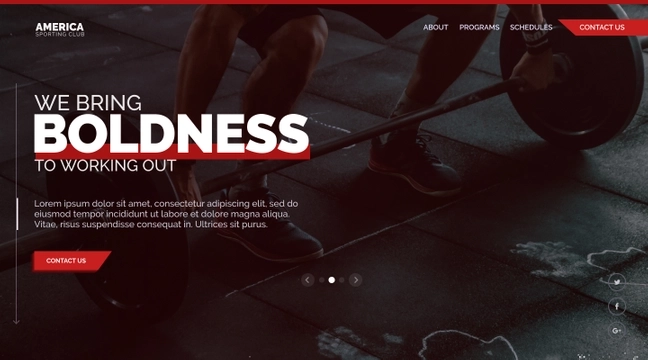 AMERICA
SPORTING CLUB
ABOUT
PROGRAMS
SCHEDULES
CONTACT US
WE BRING
BOLDNESS
TO WORKING OUT
Lorem ipsum dolor sit amet, consectetur adipiscing elit, sed do
eiusmod tempor incididunt ut labore et dolore magna aliqua.
Vitae, risus suspendisse consequat in. Ultrices sit purus.
CONTACT US
G+